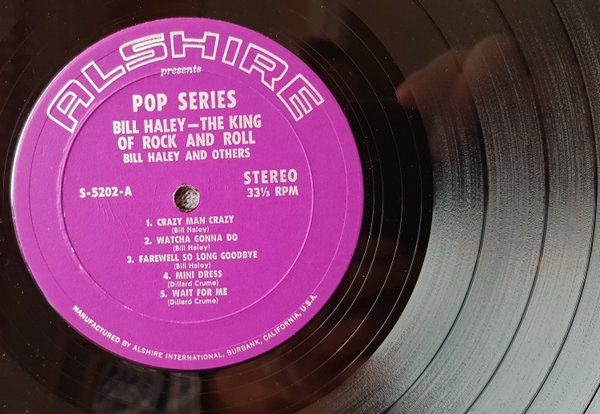 ALSHIRE
presents
POP SERIES
BILL HALEY—THE KING
OF ROCK AND ROLL
BILL HALEY AND OTHERS
S-5202-A
STEREO
33⅓ RPM
1. CRAZY MAN CRAZY
(Bill Haley)
2. WATCHA GONNA DO
(Bill Haley)
3. FAREWELL SO LONG GOODBYE
(Bill Haley)
4. MINI DRESS
(Dillard Crume)
5. WAIT FOR ME
(Dillard Crume)
MANUFACTURED BY ALSHIRE INTERNATIONAL, BURBANK, CALIFORNIA, U.S.A.